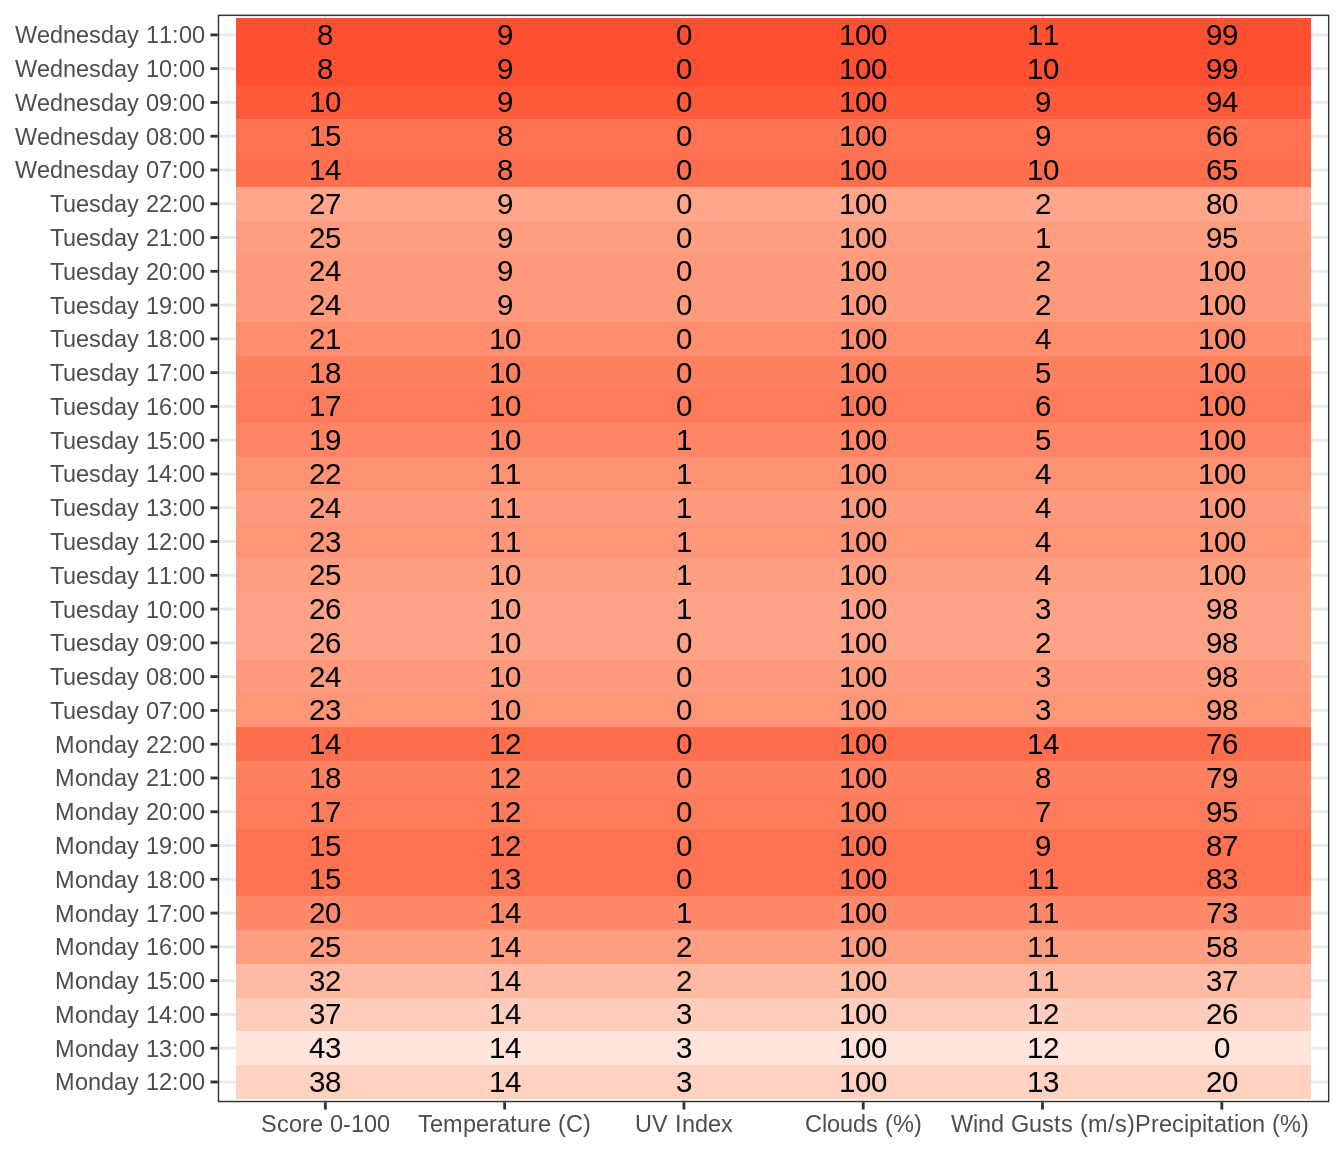 Wednesday 11:00 8 9 0 100 11 99
Wednesday 10:00 8 9 0 100 10 99
Wednesday 09:00 10 9 0 100 9 94
Wednesday 08:00 15 8 0 100 9 66
Wednesday 07:00 14 8 0 100 10 65
Tuesday 22:00 27 9 0 100 2 80
Tuesday 21:00 25 9 0 100 1 95
Tuesday 20:00 24 9 0 100 2 100
Tuesday 19:00 24 9 0 100 2 100
Tuesday 18:00 21 10 0 100 4 100
Tuesday 17:00 18 10 0 100 5 100
Tuesday 16:00 17 10 0 100 6 100
Tuesday 15:00 19 10 1 100 5 100
Tuesday 14:00 22 11 1 100 4 100
Tuesday 13:00 24 11 1 100 4 100
Tuesday 12:00 23 11 1 100 4 100
Tuesday 11:00 25 10 1 100 4 100
Tuesday 10:00 26 10 1 100 3 98
Tuesday 09:00 26 10 0 100 2 98
Tuesday 08:00 24 10 0 100 3 98
Tuesday 07:00 23 10 0 100 3 98
Monday 22:00 14 12 0 100 14 76
Monday 21:00 18 12 0 100 8 79
Monday 20:00 17 12 0 100 7 95
Monday 19:00 15 12 0 100 9 87
Monday 18:00 15 13 0 100 11 83
Monday 17:00 20 14 1 100 11 73
Monday 16:00 25 14 2 100 11 58
Monday 15:00 32 14 2 100 11 37
Monday 14:00 37 14 3 100 12 26
Monday 13:00 43 14 3 100 12 0
Monday 12:00 38 14 3 100 13 20
Score 0-100 Temperature (C) UV Index Clouds (%) Wind Gusts (m/s) Precipitation (%)